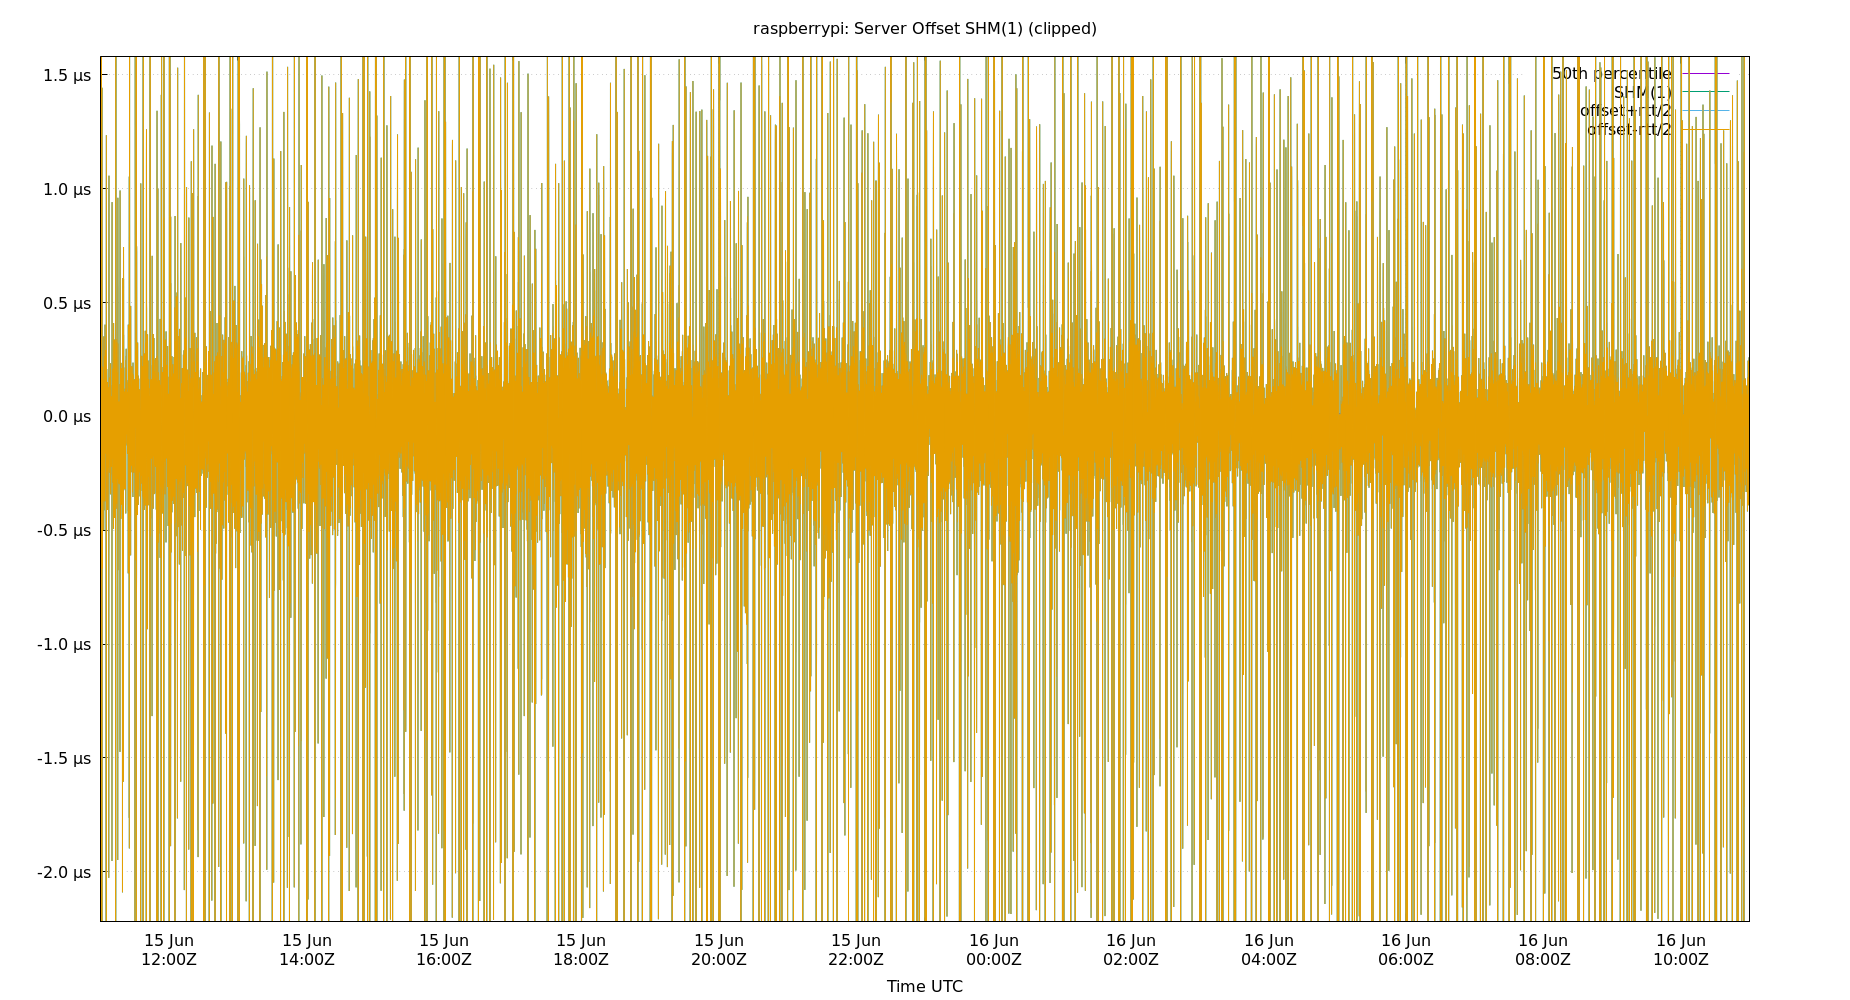 raspberrypi: Server Offset SHM(1) (clipped)
1.5 µs
1.0 µs
0.5 µs
0.0 µs
-0.5 µs
-1.0 µs
-1.5 µs
-2.0 µs
50th percentile
SHM(1)
offset+rtt/2
offset-rtt/2
15 Jun 15 Jun 15 Jun 15 Jun 15 Jun 15 Jun 16 Jun 16 Jun 16 Jun 16 Jun 16 Jun 16 Jun
12:00Z 14:00Z 16:00Z 18:00Z 20:00Z 22:00Z 00:00Z 02:00Z 04:00Z 06:00Z 08:00Z 10:00Z
Time UTC